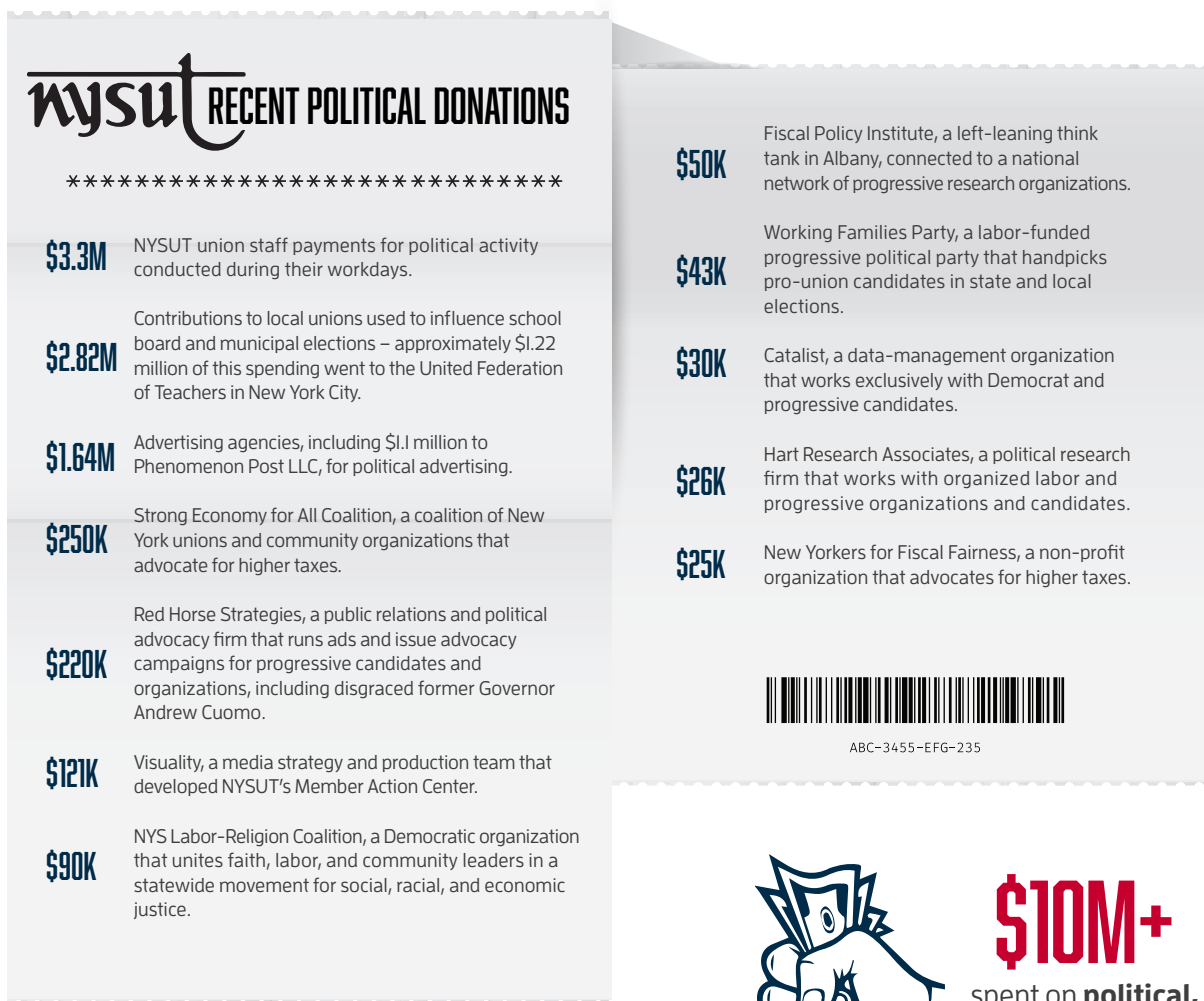 nysut RECENT POLITICAL DONATIONS
*****************************
$3.3M
NYSUT union staff payments for political activity
conducted during their workdays.
$2.82M
Contributions to local unions used to influence school
board and municipal elections – approximately $1.22
million of this spending went to the United Federation
of Teachers in New York City.
$1.64M
Advertising agencies, including $1.1 million to
Phenomenon Post LLC, for political advertising.
$250K
Strong Economy for All Coalition, a coalition of New
York unions and community organizations that
advocate for higher taxes.
$220K
Red Horse Strategies, a public relations and political
advocacy firm that runs ads and issue advocacy
campaigns for progressive candidates and
organizations, including disgraced former Governor
Andrew Cuomo.
$121K
Visuality, a media strategy and production team that
developed NYSUT's Member Action Center.
$90K
NYS Labor-Religion Coalition, a Democratic organization
that unites faith, labor, and community leaders in a
statewide movement for social, racial, and economic
justice.
$50K
Fiscal Policy Institute, a left-leaning think
tank in Albany, connected to a national
network of progressive research organizations.
$43K
Working Families Party, a labor-funded
progressive political party that handpicks
pro-union candidates in state and local
elections.
$30K
Catalist, a data-management organization
that works exclusively with Democrat and
progressive candidates.
$26K
Hart Research Associates, a political research
firm that works with organized labor and
progressive organizations and candidates.
$25K
New Yorkers for Fiscal Fairness, a non-profit
organization that advocates for higher taxes.
ABC-3455-EFG-235
$10M+
spent on political